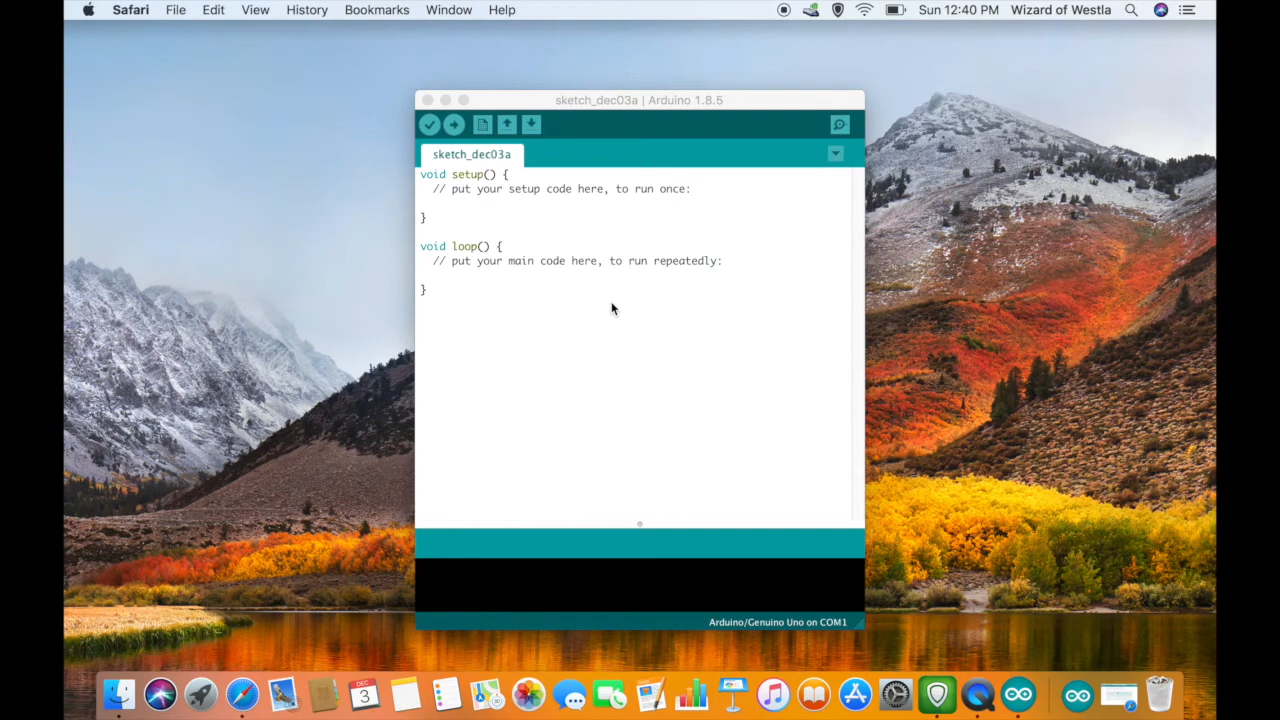 Safari File Edit View History Bookmarks Window Help Sun 12:40 PM Wizard of Westla
sketch_dec03a | Arduino 1.8.5
sketch_dec03a
void setup() {
  // put your setup code here, to run once:
}
void loop() {
  // put your main code here, to run repeatedly:
}
Arduino/Genuino Uno on COM1
DEC
3